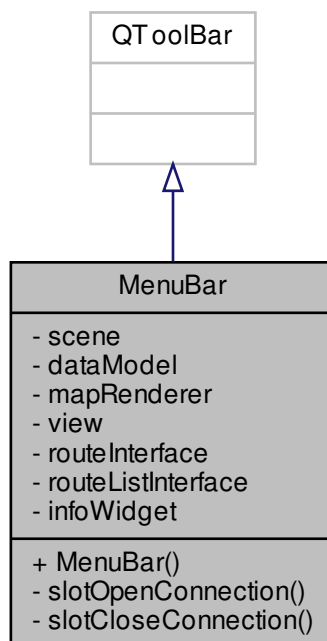 QToolBar
MenuBar
- scene
- dataModel
- mapRenderer
- view
- routeInterface
- routeListInterface
- infoWidget
+ MenuBar()
- slotOpenConnection()
- slotCloseConnection()